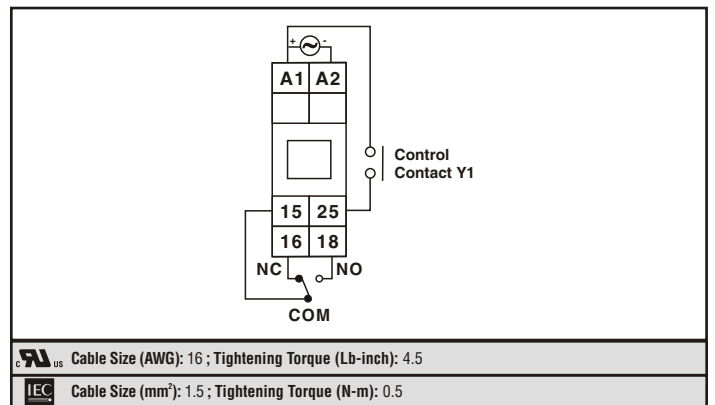 + -
A1 A2
Control
Contact Y1
15 25
16 18
NC NO
COM
c RU us Cable Size (AWG): 16 ; Tightening Torque (Lb-inch): 4.5
IEC Cable Size (mm²): 1.5 ; Tightening Torque (N-m): 0.5